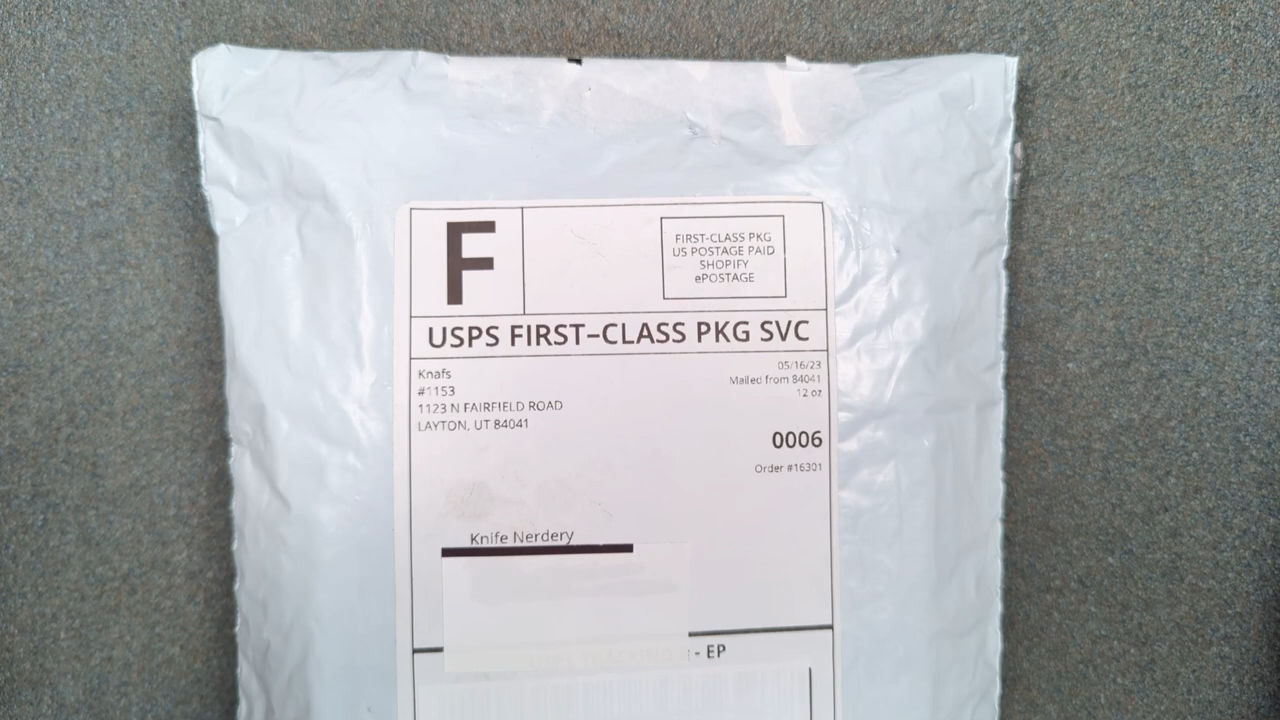 F
FIRST-CLASS PKG
US POSTAGE PAID
SHOPIFY
ePOSTAGE
USPS FIRST–CLASS PKG SVC
Knafs
#1153
1123 N FAIRFIELD ROAD
LAYTON, UT 84041
05/16/23
Mailed from 84041
12 oz
0006
Order #16301
Knife Nerdery
- EP